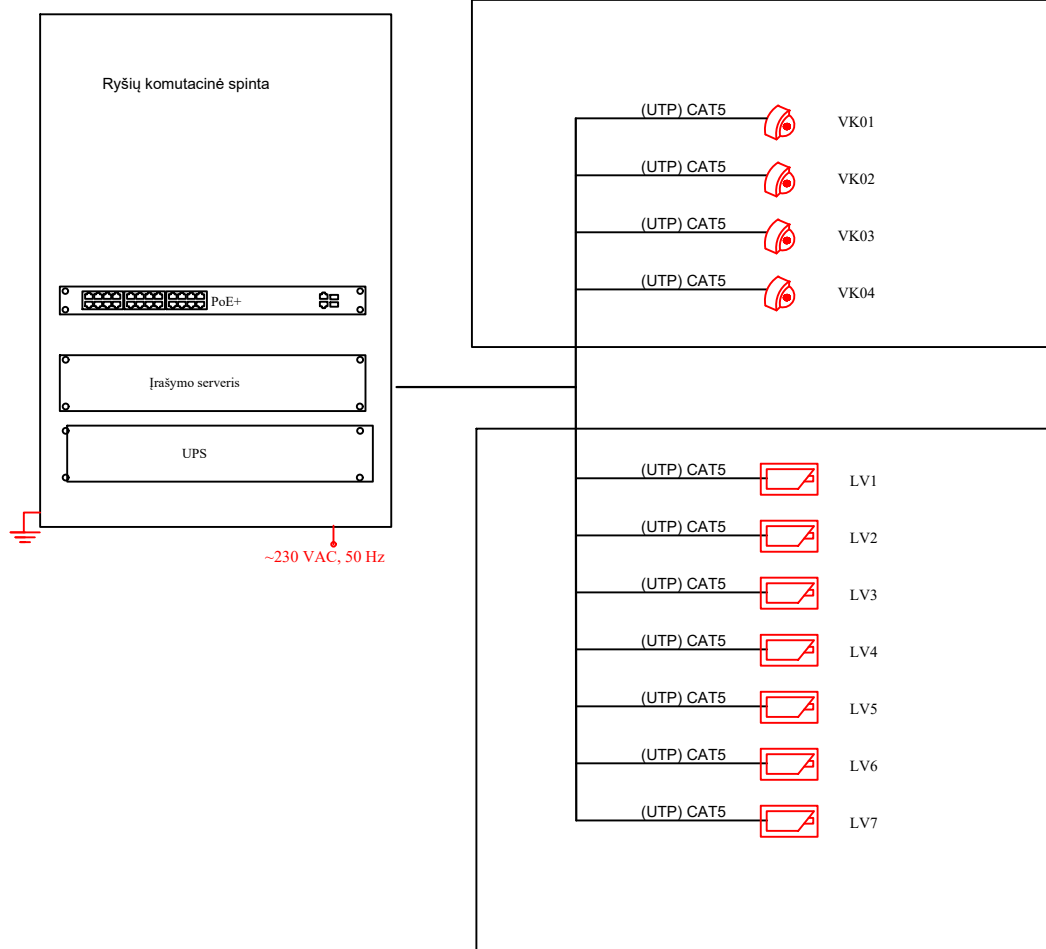 Ryšių komutacinė spinta
PoE+
Įrašymo serveris
UPS
~230 VAC, 50 Hz
(UTP) CAT5 VK01
(UTP) CAT5 VK02
(UTP) CAT5 VK03
(UTP) CAT5 VK04
(UTP) CAT5 LV1
(UTP) CAT5 LV2
(UTP) CAT5 LV3
(UTP) CAT5 LV4
(UTP) CAT5 LV5
(UTP) CAT5 LV6
(UTP) CAT5 LV7